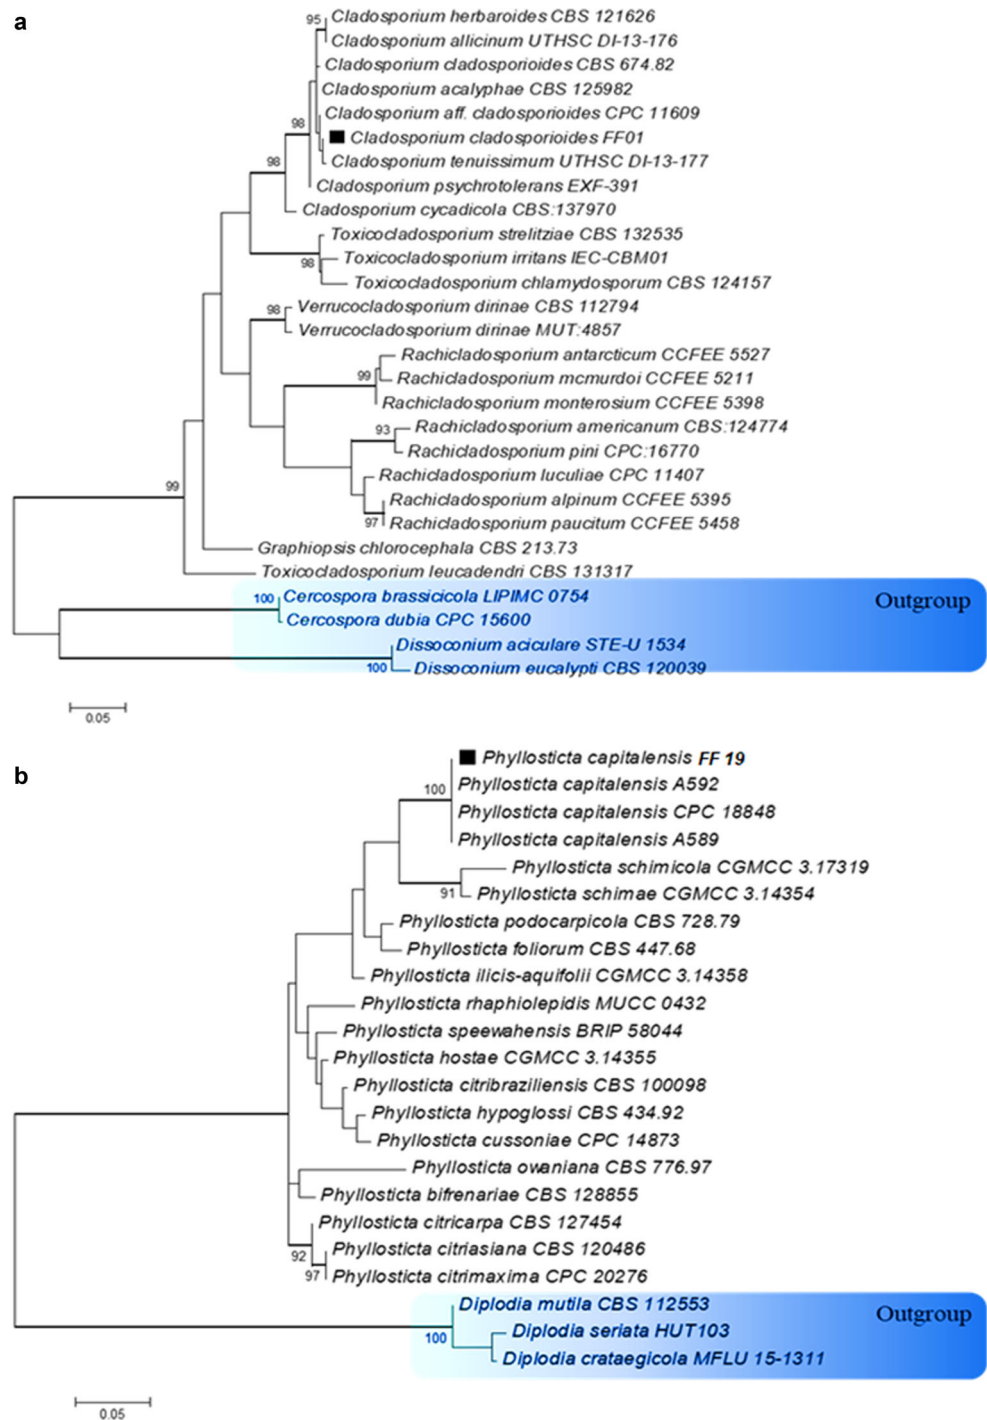 a
95
Cladosporium herbaroides CBS 121626
Cladosporium allicinum UTHSC DI-13-176
Cladosporium cladosporioides CBS 674.82
Cladosporium acalyphae CBS 125982
Cladosporium aff. cladosporioides CPC 11609
98
Cladosporium cladosporioides FF01
98
Cladosporium tenuissimum UTHSC DI-13-177
Cladosporium psychrotolerans EXF-391
Cladosporium cycadicola CBS:137970
Toxicocladosporium strelitziae CBS 132535
98
Toxicocladosporium irritans IEC-CBM01
Toxicocladosporium chlamydosporum CBS 124157
98
Verrucocladosporium dirinae CBS 112794
Verrucocladosporium dirinae MUT:4857
Rachicladosporium antarcticum CCFEE 5527
99
Rachicladosporium mcmurdoi CCFEE 5211
Rachicladosporium monterosium CCFEE 5398
93
Rachicladosporium americanum CBS:124774
Rachicladosporium pini CPC:16770
Rachicladosporium luculiae CPC 11407
99
Rachicladosporium alpinum CCFEE 5395
97
Rachicladosporium paucitum CCFEE 5458
Graphiopsis chlorocephala CBS 213.73
Toxicocladosporium leucadendri CBS 131317
100
Cercospora brassicicola LIPIMC 0754
Outgroup
Cercospora dubia CPC 15600
Dissoconium aciculare STE-U 1534
100
Dissoconium eucalypti CBS 120039
0.05
b
Phyllosticta capitalensis FF 19
100
Phyllosticta capitalensis A592
Phyllosticta capitalensis CPC 18848
Phyllosticta capitalensis A589
Phyllosticta schimicola CGMCC 3.17319
91
Phyllosticta schimae CGMCC 3.14354
Phyllosticta podocarpicola CBS 728.79
Phyllosticta foliorum CBS 447.68
Phyllosticta ilicis-aquifolii CGMCC 3.14358
Phyllosticta rhaphiolepidis MUCC 0432
Phyllosticta speewahensis BRIP 58044
Phyllosticta hostae CGMCC 3.14355
Phyllosticta citribraziliensis CBS 100098
Phyllosticta hypoglossi CBS 434.92
Phyllosticta cussoniae CPC 14873
Phyllosticta owaniana CBS 776.97
Phyllosticta bifrenariae CBS 128855
Phyllosticta citricarpa CBS 127454
92
Phyllosticta citriasiana CBS 120486
97
Phyllosticta citrimaxima CPC 20276
Diplodia mutila CBS 112553
Outgroup
100
Diplodia seriata HUT103
Diplodia crataegicola MFLU 15-1311
0.05